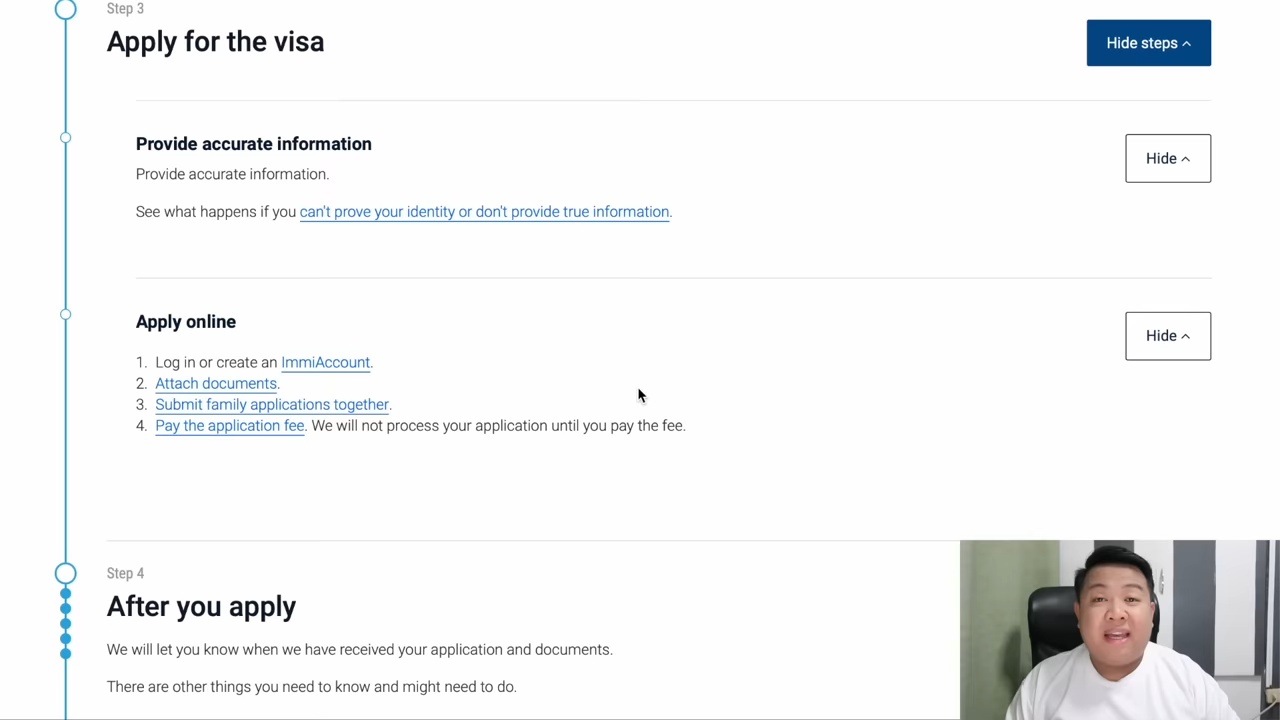 Step 3
Apply for the visa
Hide steps
Provide accurate information
Hide
Provide accurate information.
See what happens if you can't prove your identity or don't provide true information.
Apply online
Hide
1. Log in or create an ImmiAccount.
2. Attach documents.
3. Submit family applications together.
4. Pay the application fee. We will not process your application until you pay the fee.
Step 4
After you apply
We will let you know when we have received your application and documents.
There are other things you need to know and might need to do.